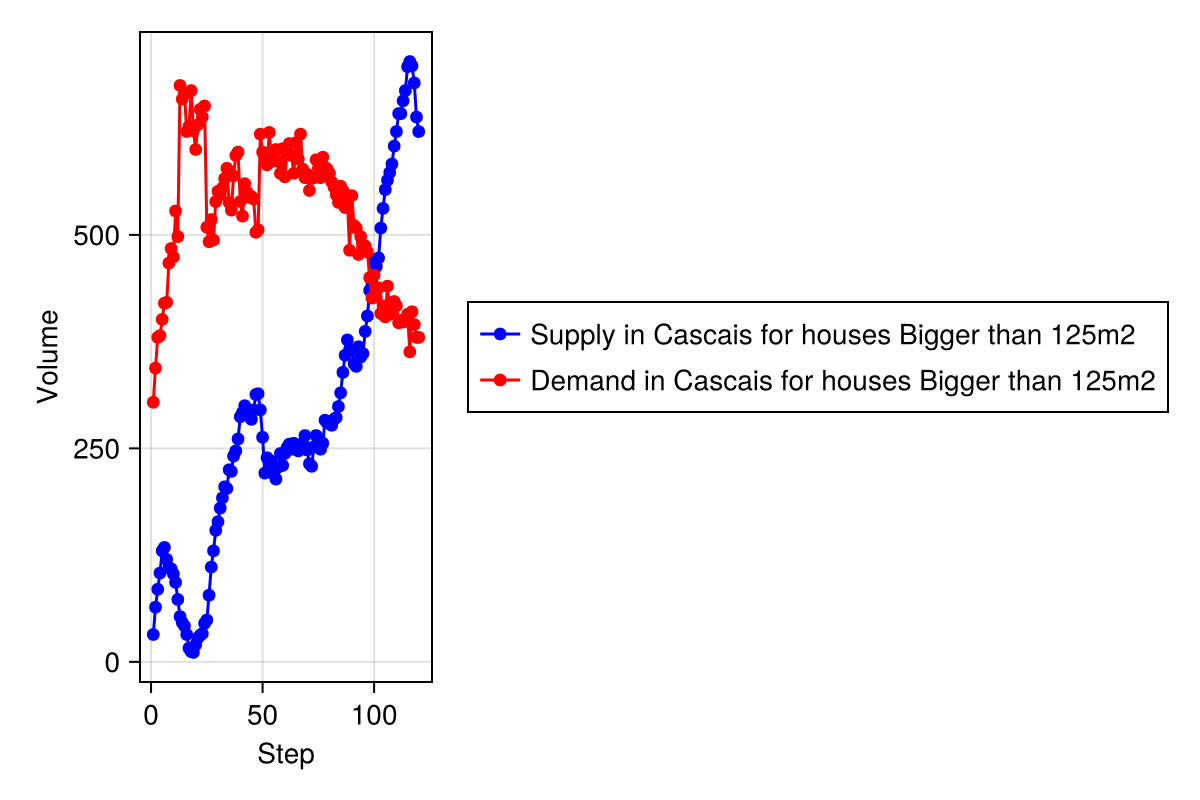 Volume
500
250
0
0
50
100
Step
Supply in Cascais for houses Bigger than 125m2
Demand in Cascais for houses Bigger than 125m2